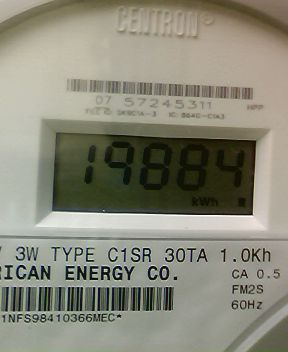 CENTRON
07 57245311
19884
kWh
3W TYPE C1SR 30TA 1.0Kh
RICAN ENERGY CO. CA 0.5
FM2S
1NFS98410366MEC* 60Hz